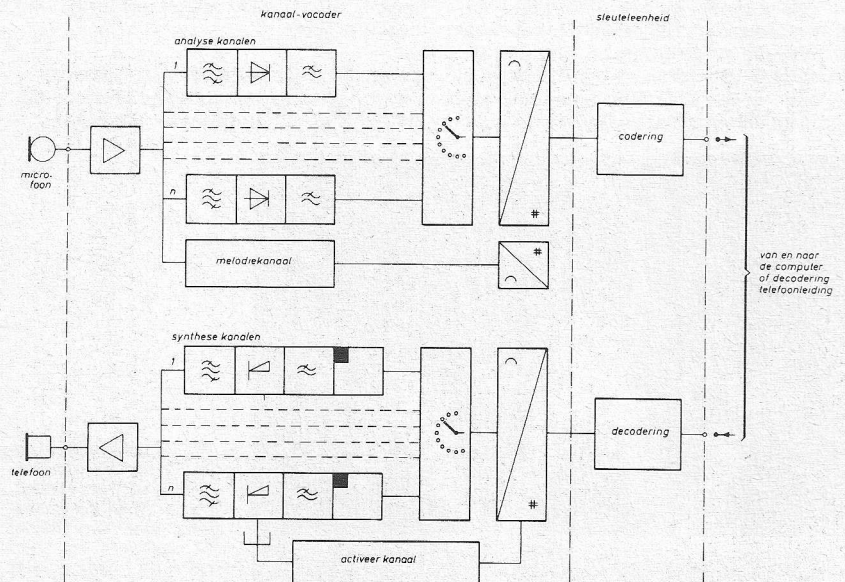 kanaal-vocoder
sleuteleenheid
analyse kanalen
1
codering
micro-
foon
n
#
melodiekanaal
#
van en naar
de computer
of decodering
telefoonleiding
synthese kanalen
1
decodering
telefoon
n
#
activeer kanaal